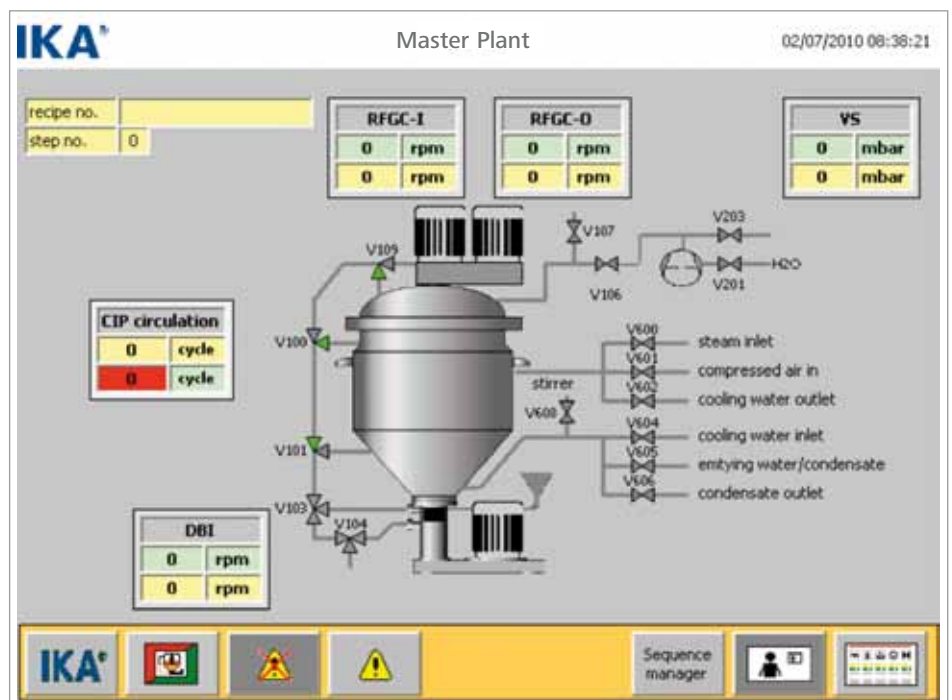 IKA
Master Plant
02/07/2010 08:38:21
recipe no.
step no. 0
RFGC-I
0 rpm
0 rpm
RFGC-O
0 rpm
0 rpm
VS
0 mbar
0 mbar
V109
V107
V203
H2O
V106
V201
CIP circulation
0 cycle
0 cycle
V100
V600
steam inlet
V601
compressed air in
stirrer
V602
cooling water outlet
V608
V604
cooling water inlet
V101
V605
emtying water/condensate
V606
condensate outlet
V103
V104
DBI
0 rpm
0 rpm
IKA
Sequence
manager